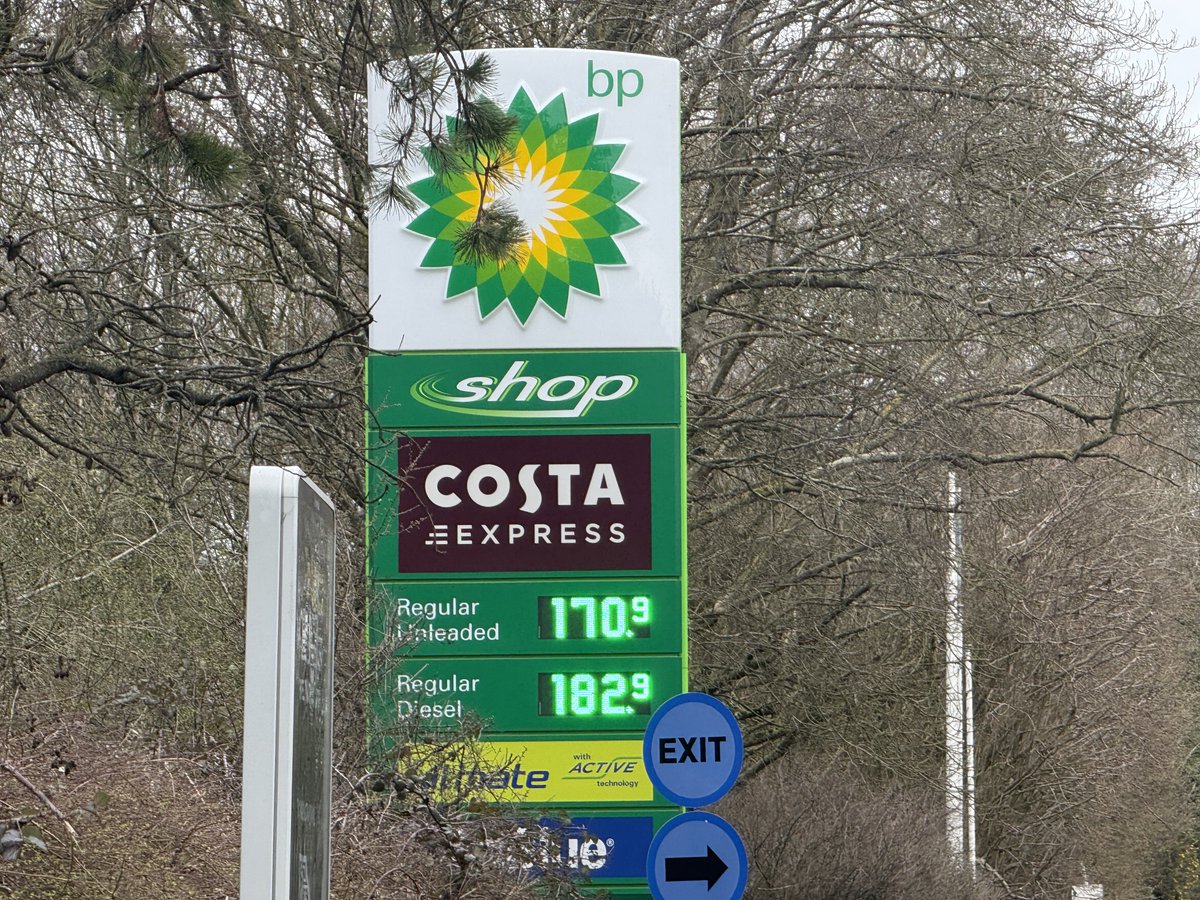 bp
shop
COSTA
EXPRESS
Regular
Unleaded
170.9
Regular
Diesel
182.9
with
ACTIVE
technology
EXIT